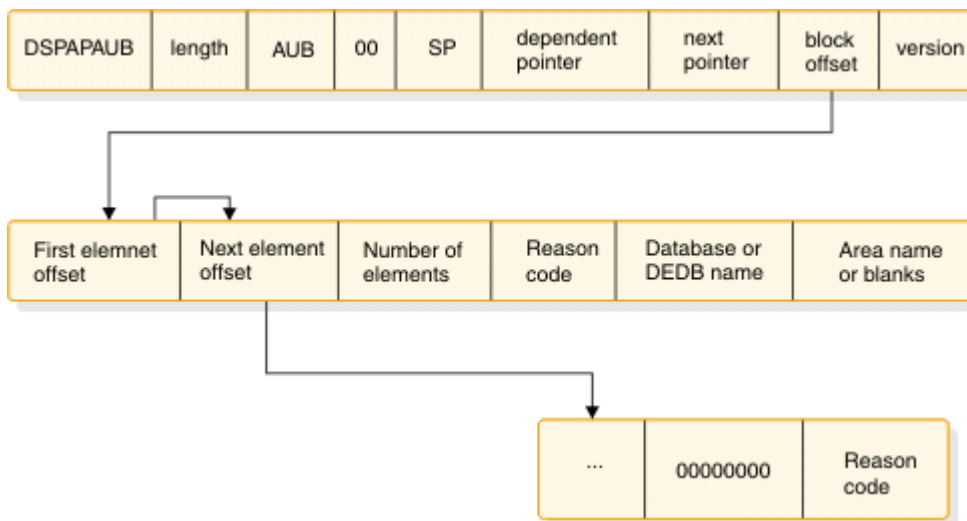 DSPAPAUB
length
AUB
00
SP
dependent
pointer
next
pointer
block
offset
version
First elemnet
offset
Next element
offset
Number of
elements
Reason
code
Database or
DEDB name
Area name
or blanks
...
00000000
Reason
code